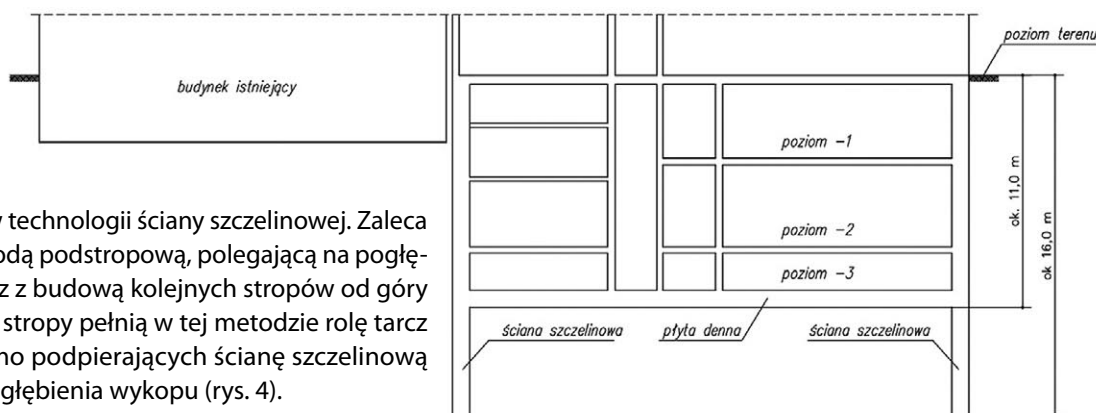 poziom terenu
budynek istniejący
poziom -1
ok. 11,0 m
ok 16,0 m
poziom -2
poziom -3
ściana szczelinowa
płyta denna
ściana szczelinowa
technologii ściany szczelinowej. Zaleca
odą podstropową, polegającą na pogłę-
z z budową kolejnych stropów od góry
stropy pełnią w tej metodzie rolę tarcz
no podpierających ścianę szczelinową
głębienia wykopu (rys. 4).